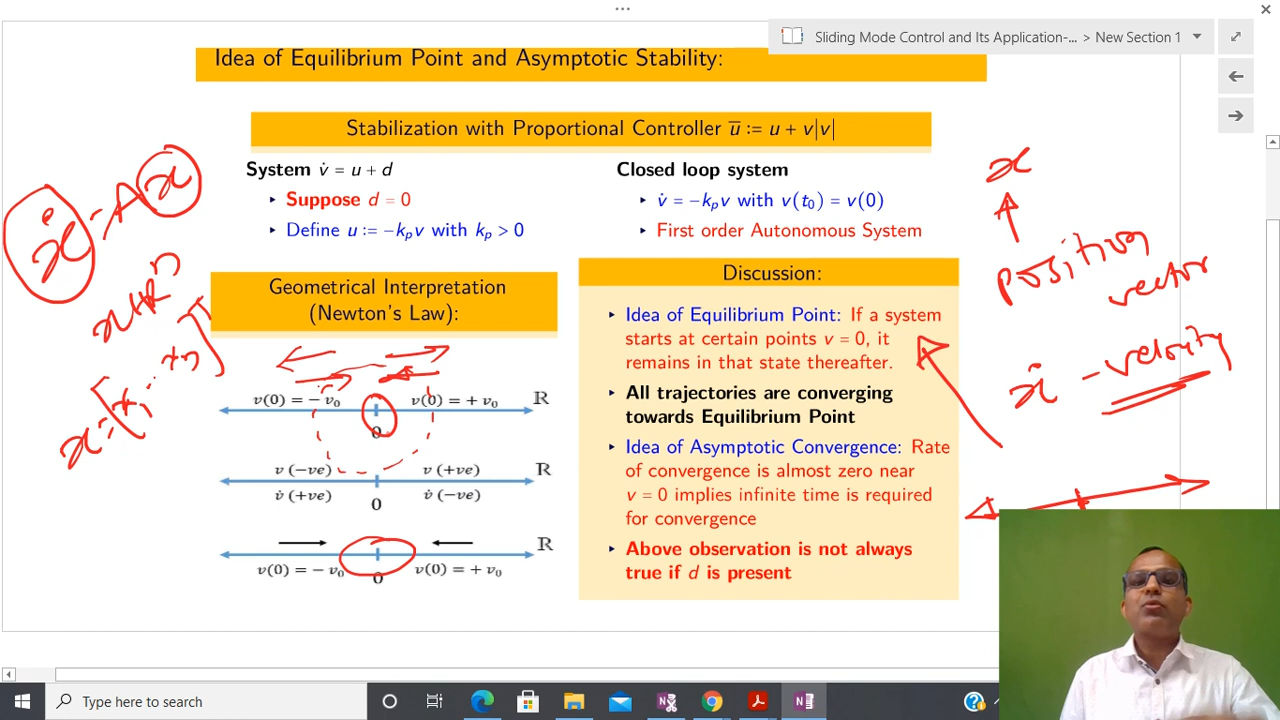 Sliding Mode Control and Its Application-... > New Section 1
Idea of Equilibrium Point and Asymptotic Stability:
Stabilization with Proportional Controller u̅ := u + v|v|
System v̇ = u + d
Suppose d = 0
Define u := −kₚv with kₚ > 0
Closed loop system
v̇ = −kₚv with v(t₀) = v(0)
First order Autonomous System
Geometrical Interpretation
(Newton's Law):
v(0) = − v₀
v(0) = + v₀
ℝ
0
v (−ve)
v (+ve)
ℝ
v̇ (+ve)
v̇ (−ve)
0
ℝ
v(0) = − v₀
v(0) = + v₀
0
Discussion:
Idea of Equilibrium Point: If a system
starts at certain points v = 0, it
remains in that state thereafter.
All trajectories are converging
towards Equilibrium Point
Idea of Asymptotic Convergence: Rate
of convergence is almost zero near
v = 0 implies infinite time is required
for convergence
Above observation is not always
true if d is present
x
position
vector
ẋ - velocity
Type here to search